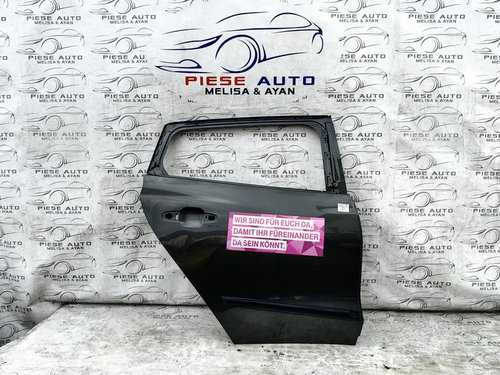 PIESE AUTO
MELISA & AYAN
WIR SIND FÜR EUCH DA,
DAMIT IHR FÜREINANDER
DA SEIN KÖNNT.